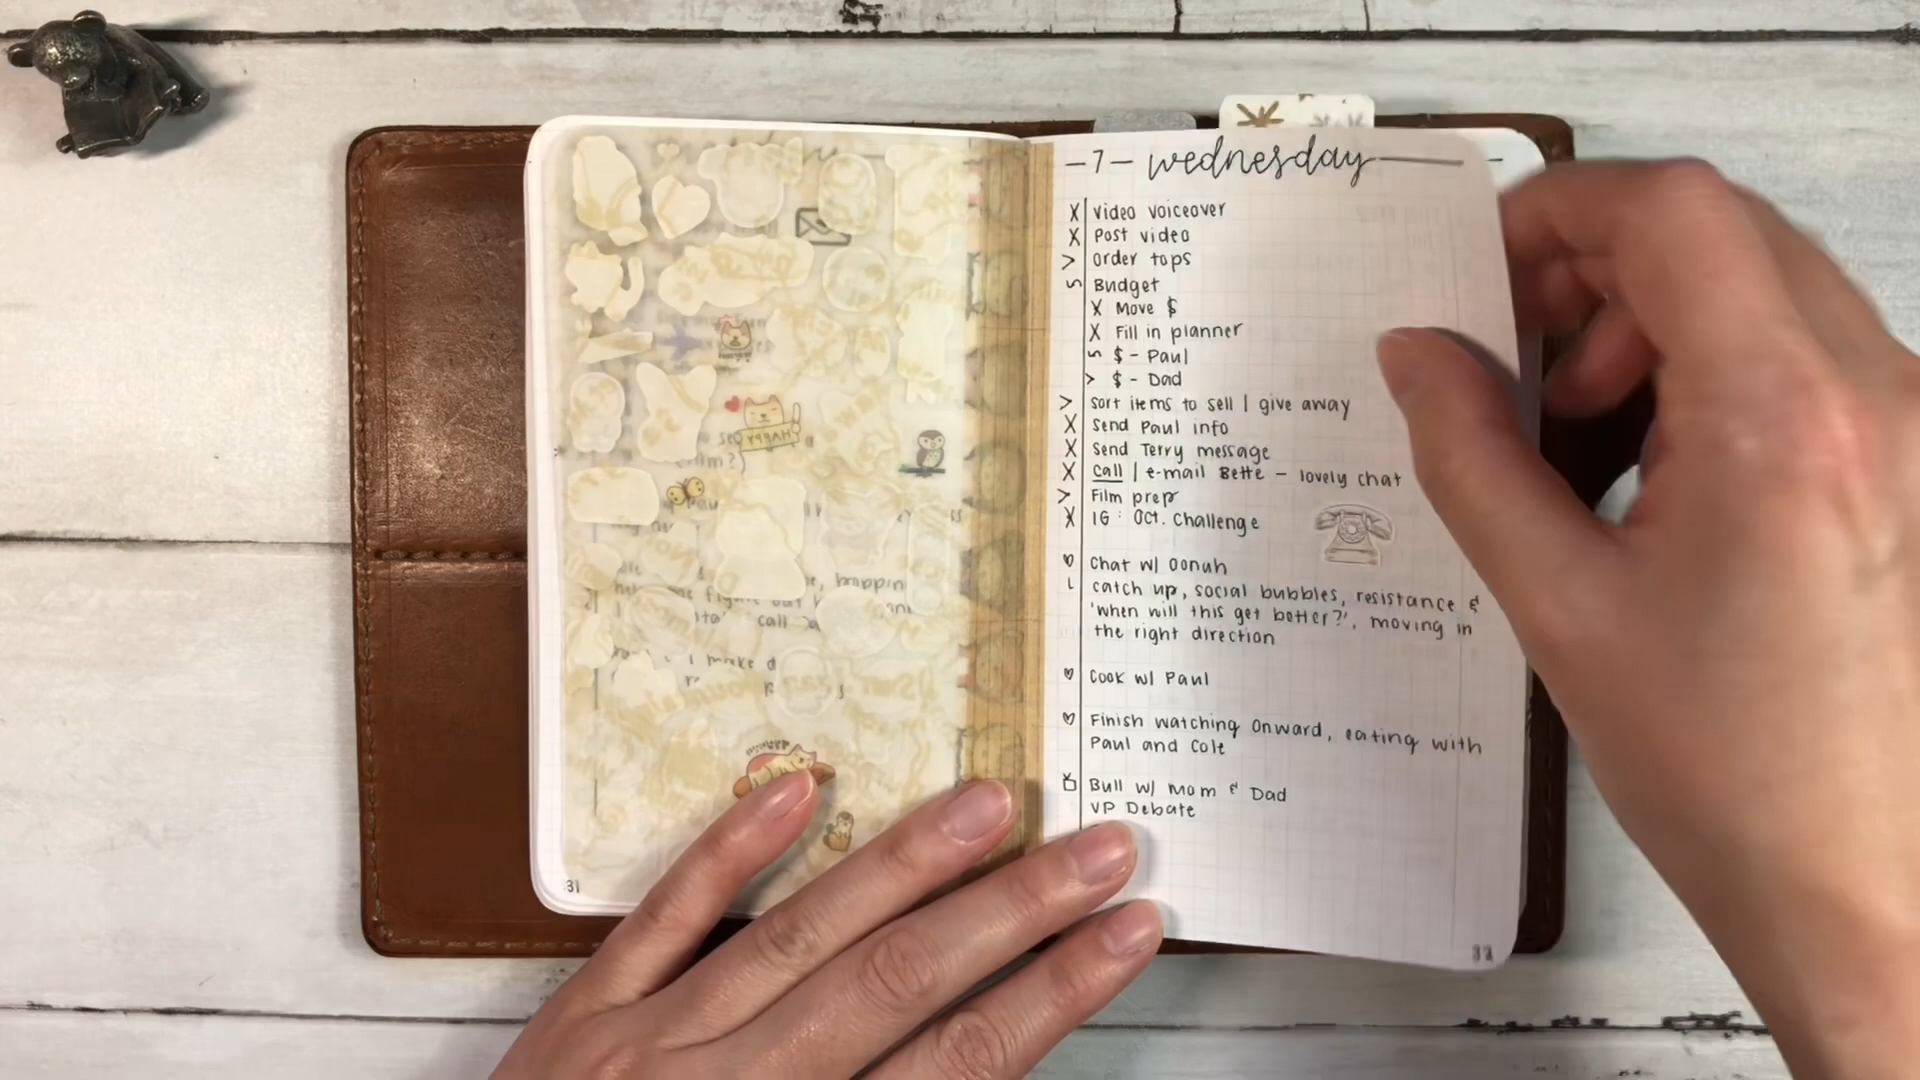 31
- 7 - wednesday
X Video voiceover
X Post video
> Order tops
~ Budget
X Move $
X Fill in planner
~ $ - Paul
> $ - Dad
> Sort items to sell | give away
X Send Paul info
X Send Terry message
X Call | e-mail Bette - lovely chat
> Film prep
X IG: Oct. Challenge
♡ Chat w/ Oonah
└ catch up, social bubbles, resistance &
'when will this get better?', moving in
the right direction
♡ Cook w/ Paul
♡ Finish watching Onward, eating with
Paul and Cole
Bull w/ Mom & Dad
VP Debate